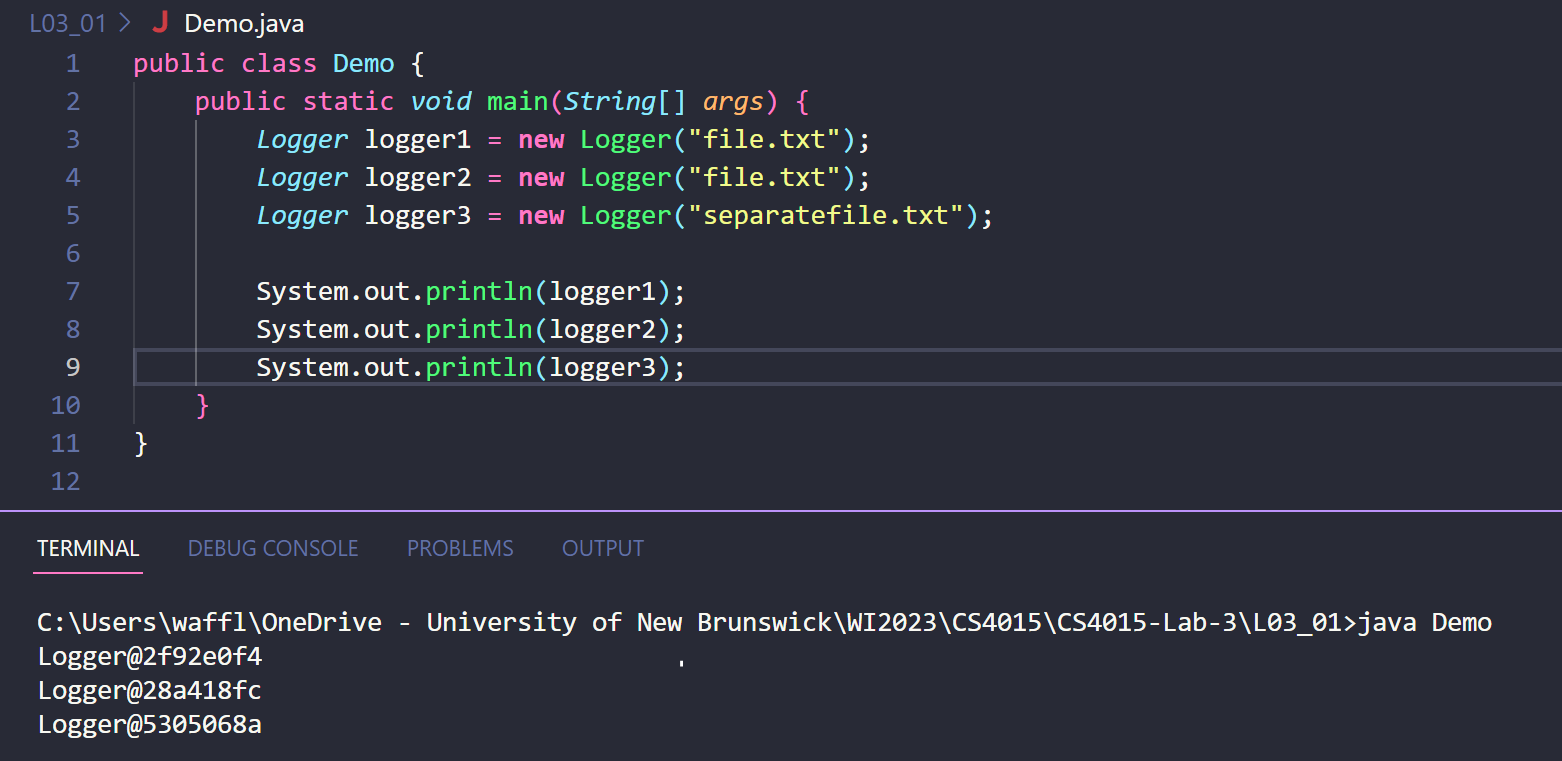 L03_01 > J Demo.java
1 public class Demo {
2     public static void main(String[] args) {
3         Logger logger1 = new Logger("file.txt");
4         Logger logger2 = new Logger("file.txt");
5         Logger logger3 = new Logger("separatefile.txt");
6
7         System.out.println(logger1);
8         System.out.println(logger2);
9         System.out.println(logger3);
10     }
11 }
12
TERMINAL DEBUG CONSOLE PROBLEMS OUTPUT
C:\Users\waffl\OneDrive - University of New Brunswick\WI2023\CS4015\CS4015-Lab-3\L03_01>java Demo
Logger@2f92e0f4
Logger@28a418fc
Logger@5305068a